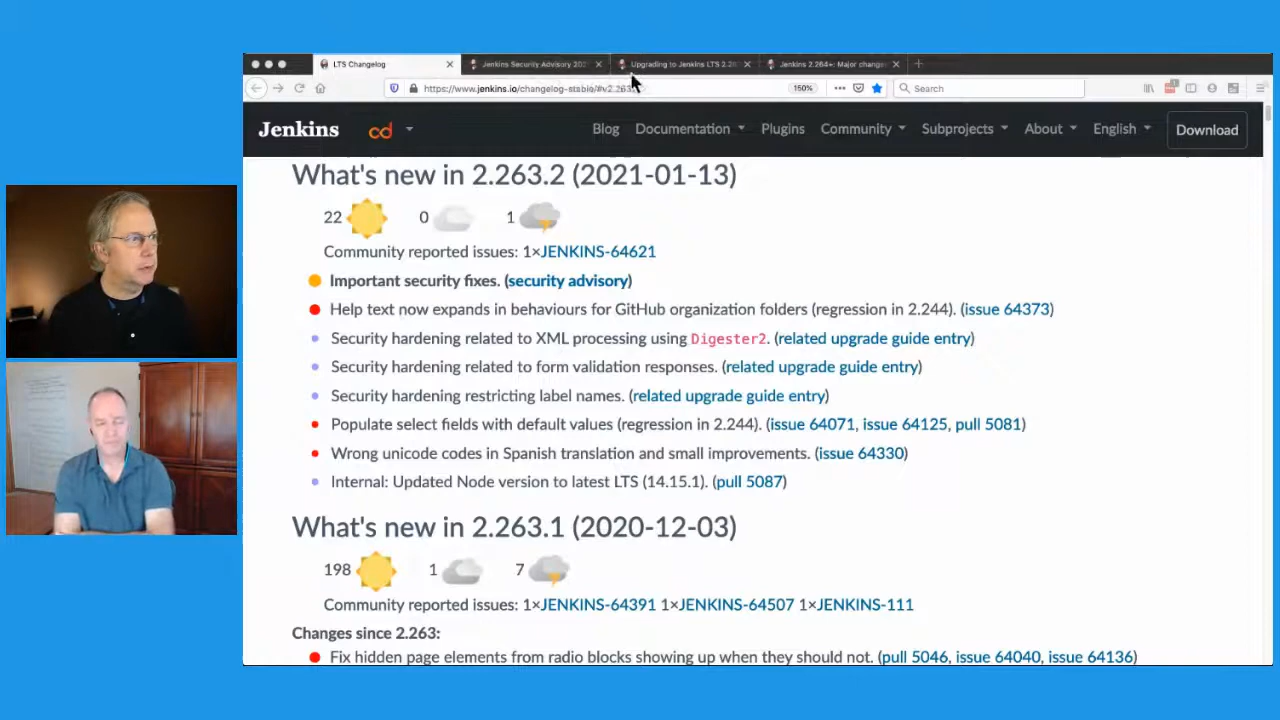 LTS Changelog
Jenkins Security Advisory 202
Upgrading to Jenkins LTS 2.26
Jenkins 2.264+: Major change
https://www.jenkins.io/changelog-stable/#v2.263.
150%
Search
Jenkins
cd
Blog
Documentation
Plugins
Community
Subprojects
About
English
Download
What's new in 2.263.2 (2021-01-13)
22
0
1
Community reported issues: 1×JENKINS-64621
Important security fixes. (security advisory)
Help text now expands in behaviours for GitHub organization folders (regression in 2.244). (issue 64373)
Security hardening related to XML processing using Digester2. (related upgrade guide entry)
Security hardening related to form validation responses. (related upgrade guide entry)
Security hardening restricting label names. (related upgrade guide entry)
Populate select fields with default values (regression in 2.244). (issue 64071, issue 64125, pull 5081)
Wrong unicode codes in Spanish translation and small improvements. (issue 64330)
Internal: Updated Node version to latest LTS (14.15.1). (pull 5087)
What's new in 2.263.1 (2020-12-03)
198
1
7
Community reported issues: 1×JENKINS-64391 1×JENKINS-64507 1×JENKINS-111
Changes since 2.263:
Fix hidden page elements from radio blocks showing up when they should not. (pull 5046, issue 64040, issue 64136)